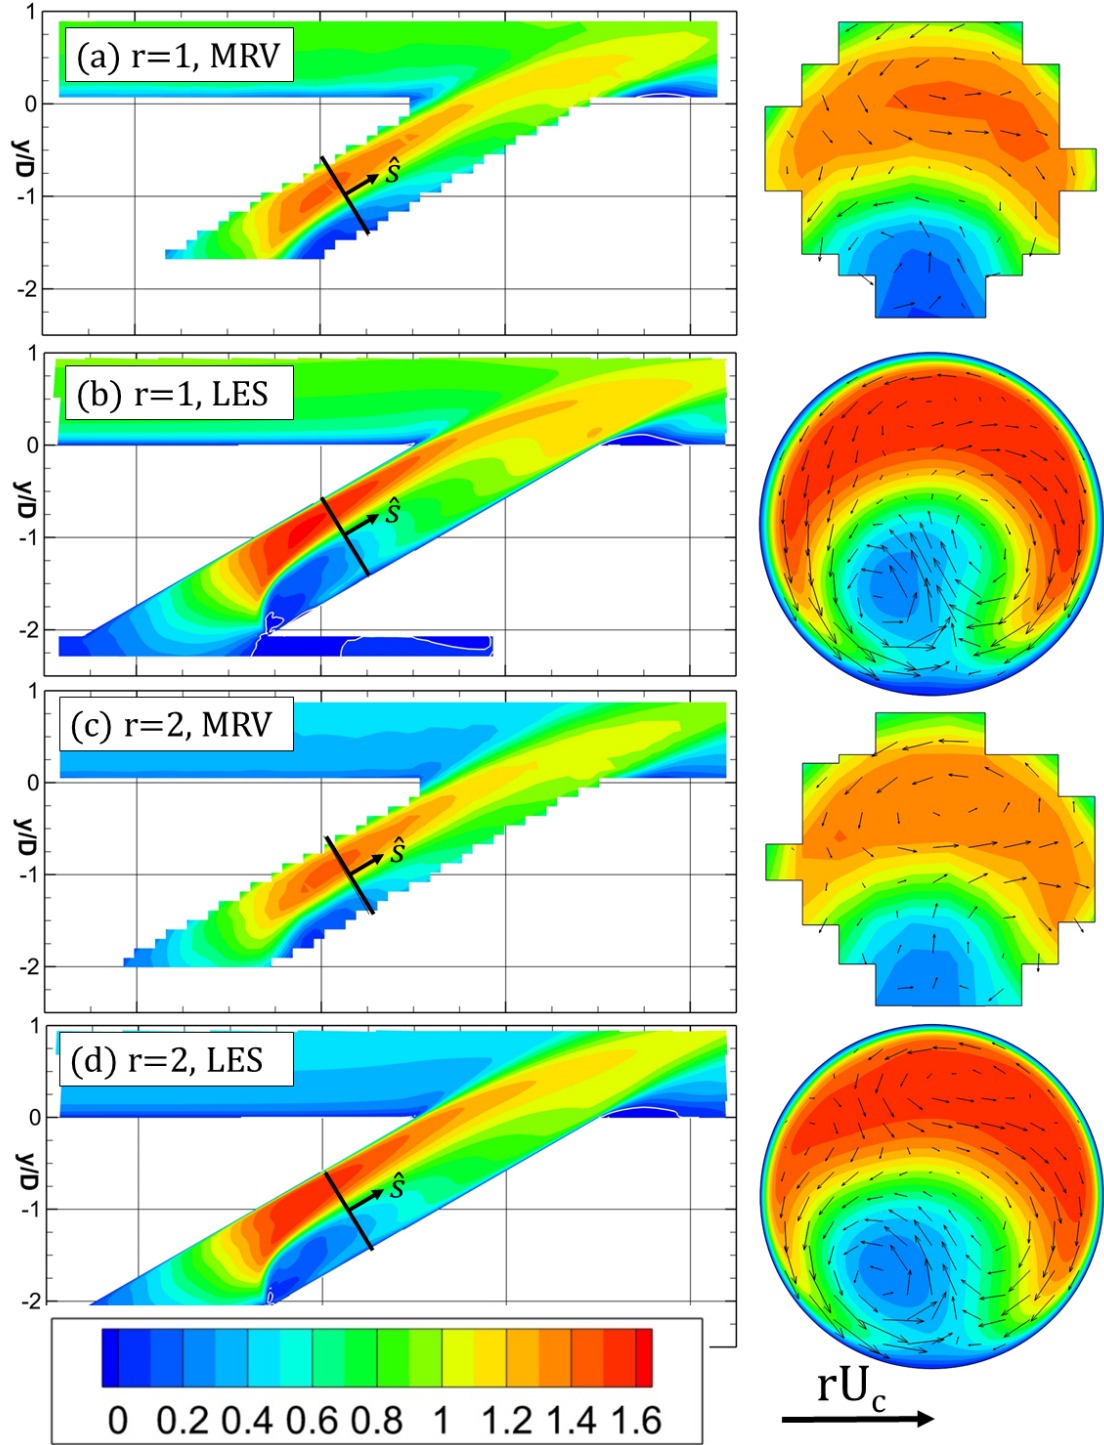 1
(a) r=1, MRV
0
y/D
ŝ
-1
-2
1
(b) r=1, LES
0
y/D
ŝ
-1
-2
1
(c) r=2, MRV
0
y/D
ŝ
-1
-2
1
(d) r=2, LES
0
y/D
ŝ
-1
-2
0 0.2 0.4 0.6 0.8 1 1.2 1.4 1.6
rU_c